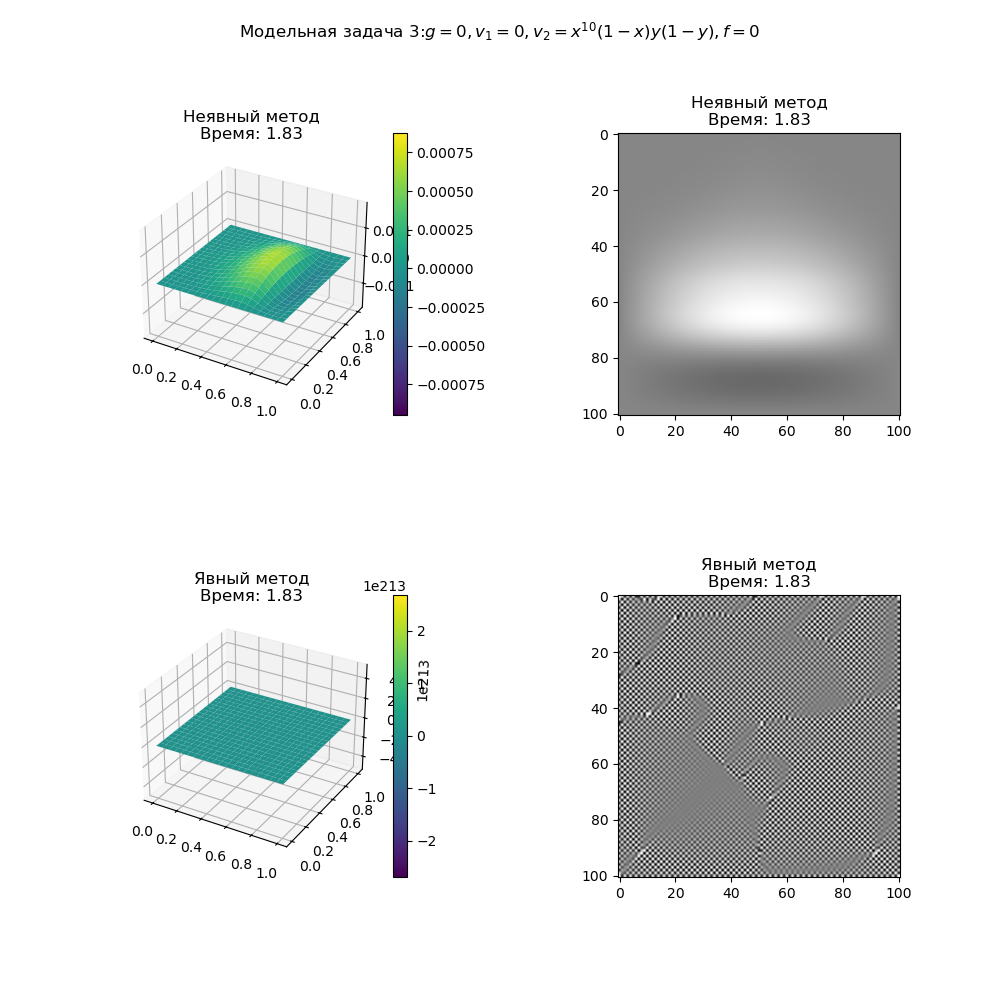 Модельная задача 3:g = 0, v₁ = 0, v₂ = x¹⁰(1 − x)y(1 − y), f = 0
Неявный метод
Время: 1.83
0.00075
0.00050
0.00025
0.00000
−0.00025
−0.00050
−0.00075
0.0 0.2 0.4 0.6 0.8 1.0
0.0 0.2 0.4 0.6 0.8 1.0
Неявный метод
Время: 1.83
0
20
40
60
80
100
0 20 40 60 80 100
Явный метод
Время: 1.83
1e213
2
1
0
−1
−2
1e213
0.0 0.2 0.4 0.6 0.8 1.0
0.0 0.2 0.4 0.6 0.8 1.0
Явный метод
Время: 1.83
0
20
40
60
80
100
0 20 40 60 80 100